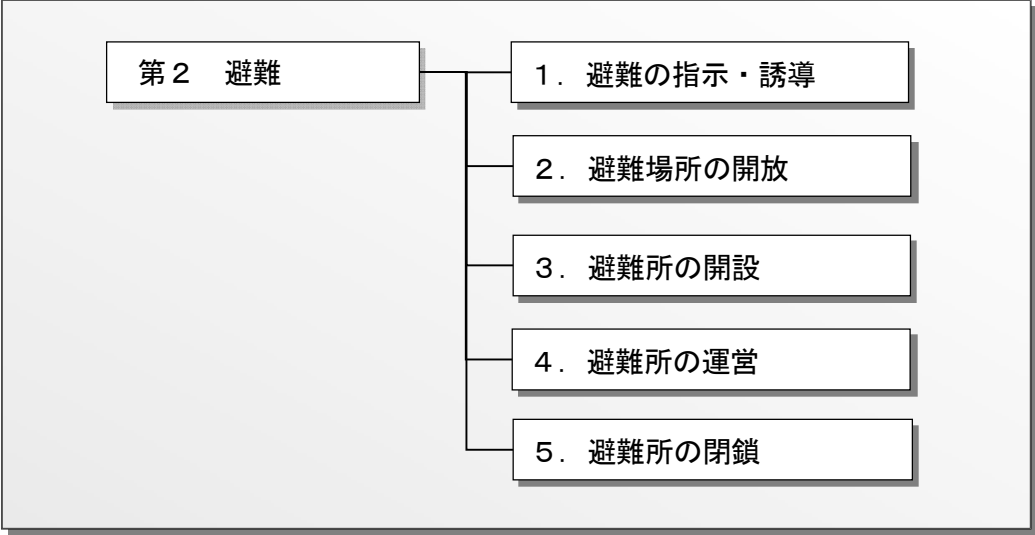 第２　避難
１．避難の指示・誘導
２．避難場所の開放
３．避難所の開設
４．避難所の運営
５．避難所の閉鎖